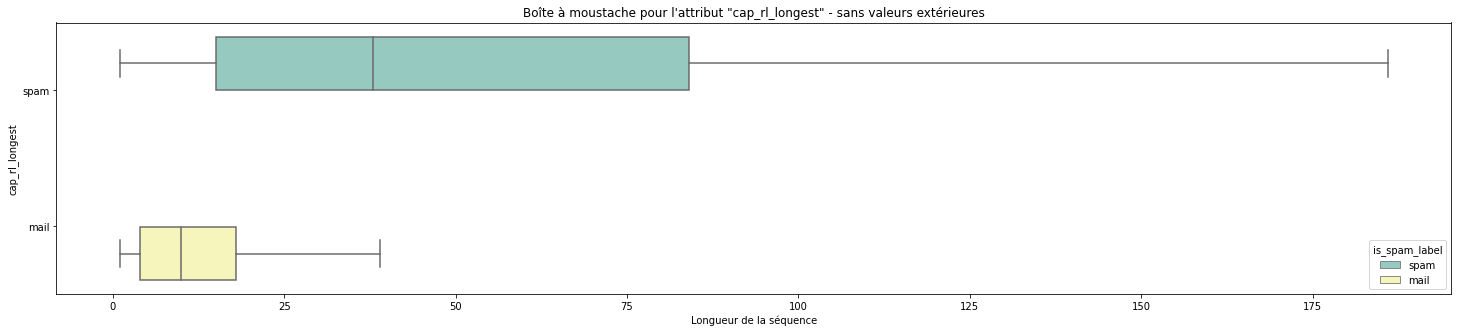 Boîte à moustache pour l'attribut "cap_rl_longest" - sans valeurs extérieures
cap_rl_longest
spam
mail
is_spam_label
spam
mail
0 25 50 75 100 125 150 175
Longueur de la séquence